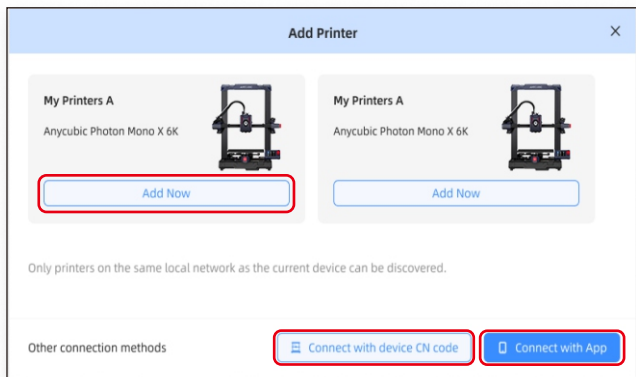 Add Printer
My Printers A
Anycubic Photon Mono X 6K
Add Now
My Printers A
Anycubic Photon Mono X 6K
Add Now
Only printers on the same local network as the current device can be discovered.
Other connection methods
Connect with device CN code
Connect with App